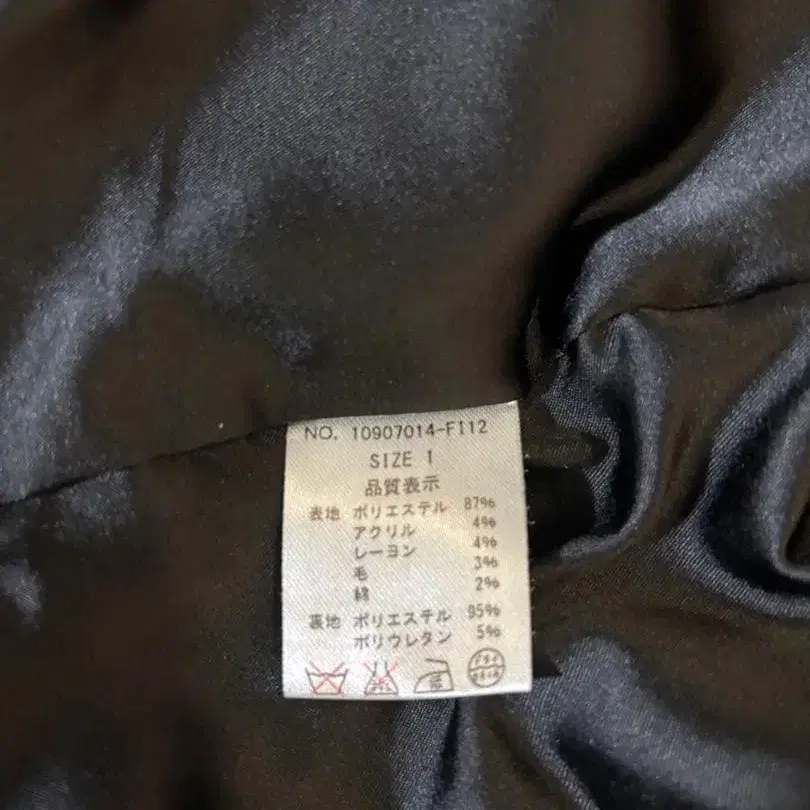 NO. 10907014-F112
SIZE 1
品質表示
表地 ポリエステル 87%
アクリル 4%
レーヨン 4%
毛 3%
綿 2%
裏地 ポリエステル 95%
ポリウレタン 5%